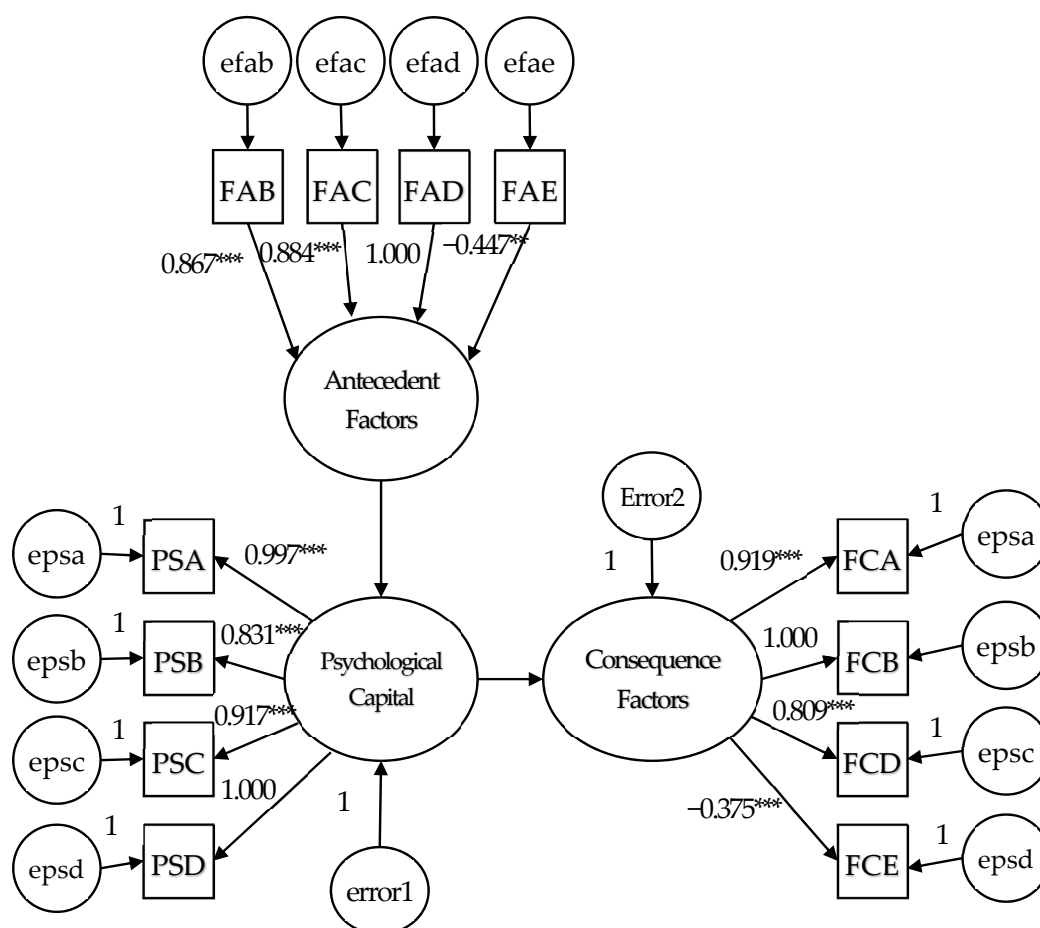 efab efac efad efae
FAB FAC FAD FAE
0.867*** 0.884*** 1.000 −0.447**
Antecedent
Factors
Error2
1
epsa 1 PSA 0.997***
epsb 1 PSB 0.831***
epsc 1 PSC 0.917***
epsd 1 PSD 1.000
Psychological
Capital
1
error1
Consequence
Factors
0.919*** FCA 1 epsa
1.000 FCB epsb
0.809*** FCD 1 epsc
−0.375*** FCE 1 epsd